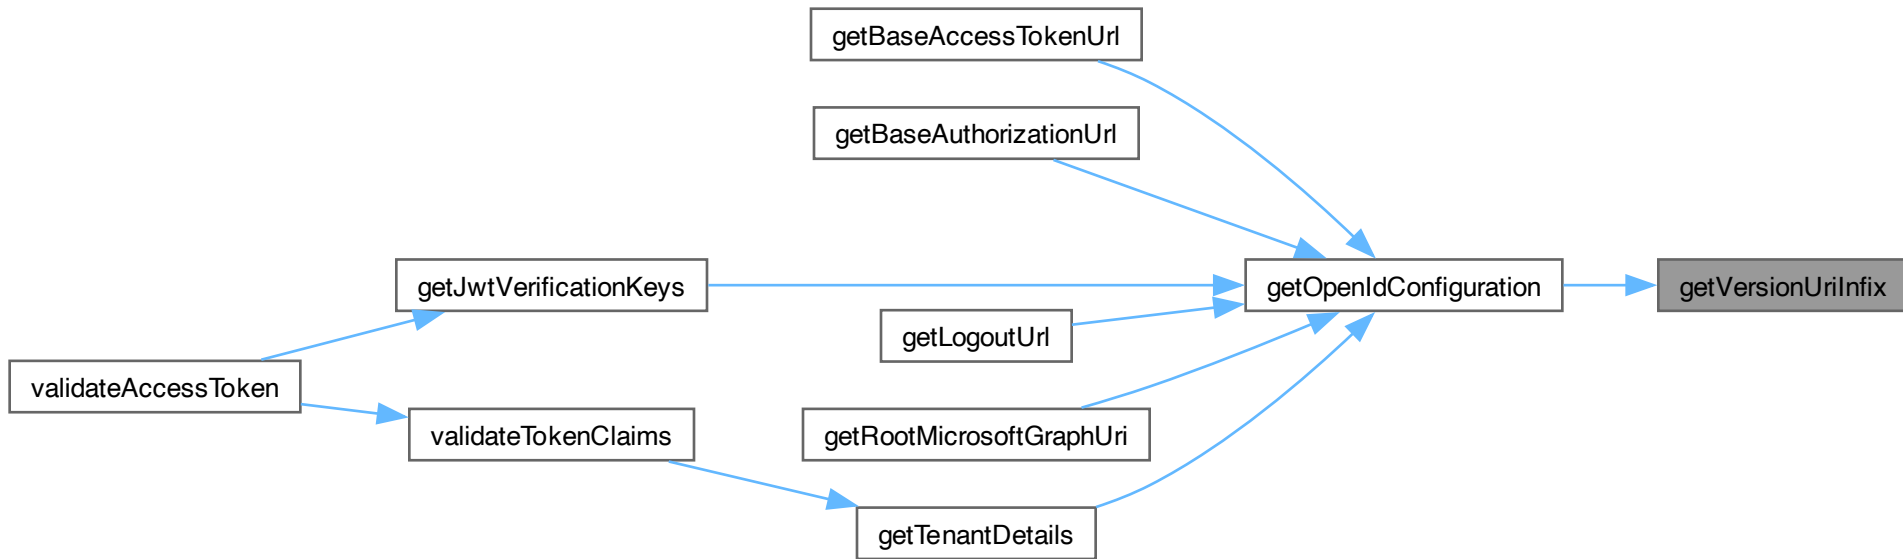 getBaseAccessTokenUrl
getBaseAuthorizationUrl
getJwtVerificationKeys
getOpenIdConfiguration
getVersionUriInfix
getLogoutUrl
validateAccessToken
validateTokenClaims
getRootMicrosoftGraphUri
getTenantDetails